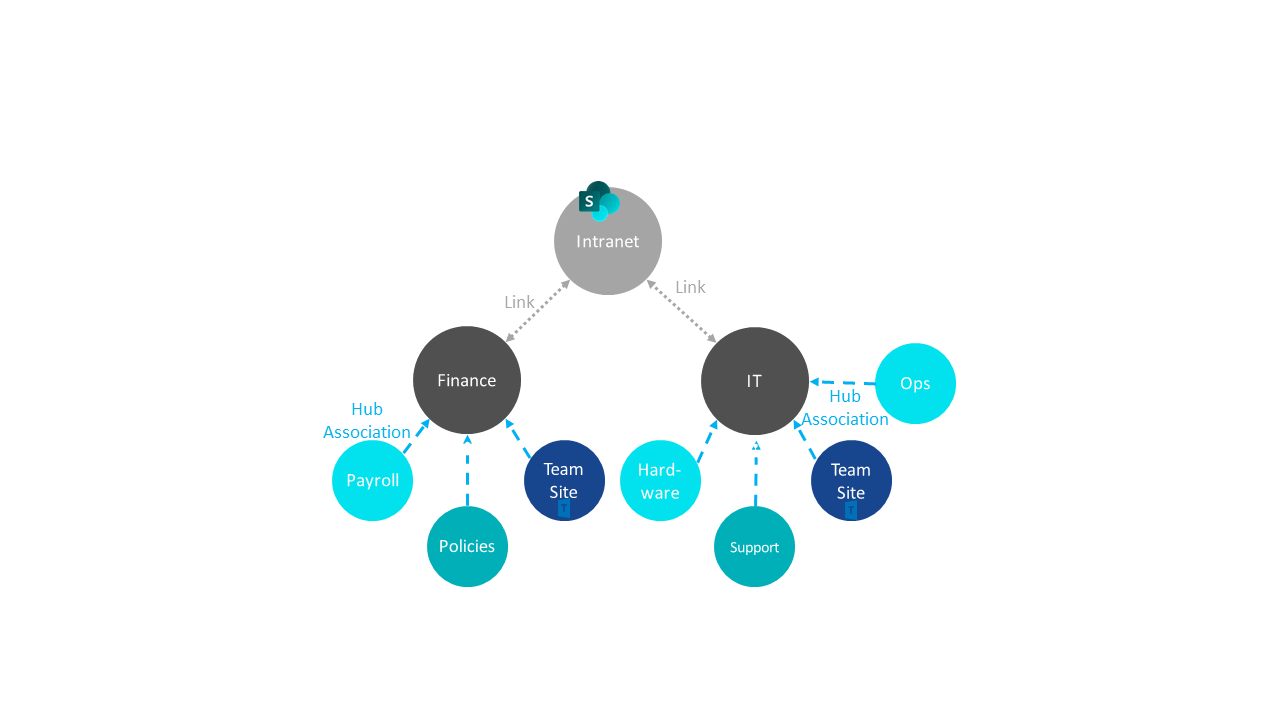 S
Intranet
Link
Link
Finance
IT
Ops
Hub
Association
Hub
Association
Payroll
Team
Site
T
Hard-
ware
Team
Site
T
Policies
Support